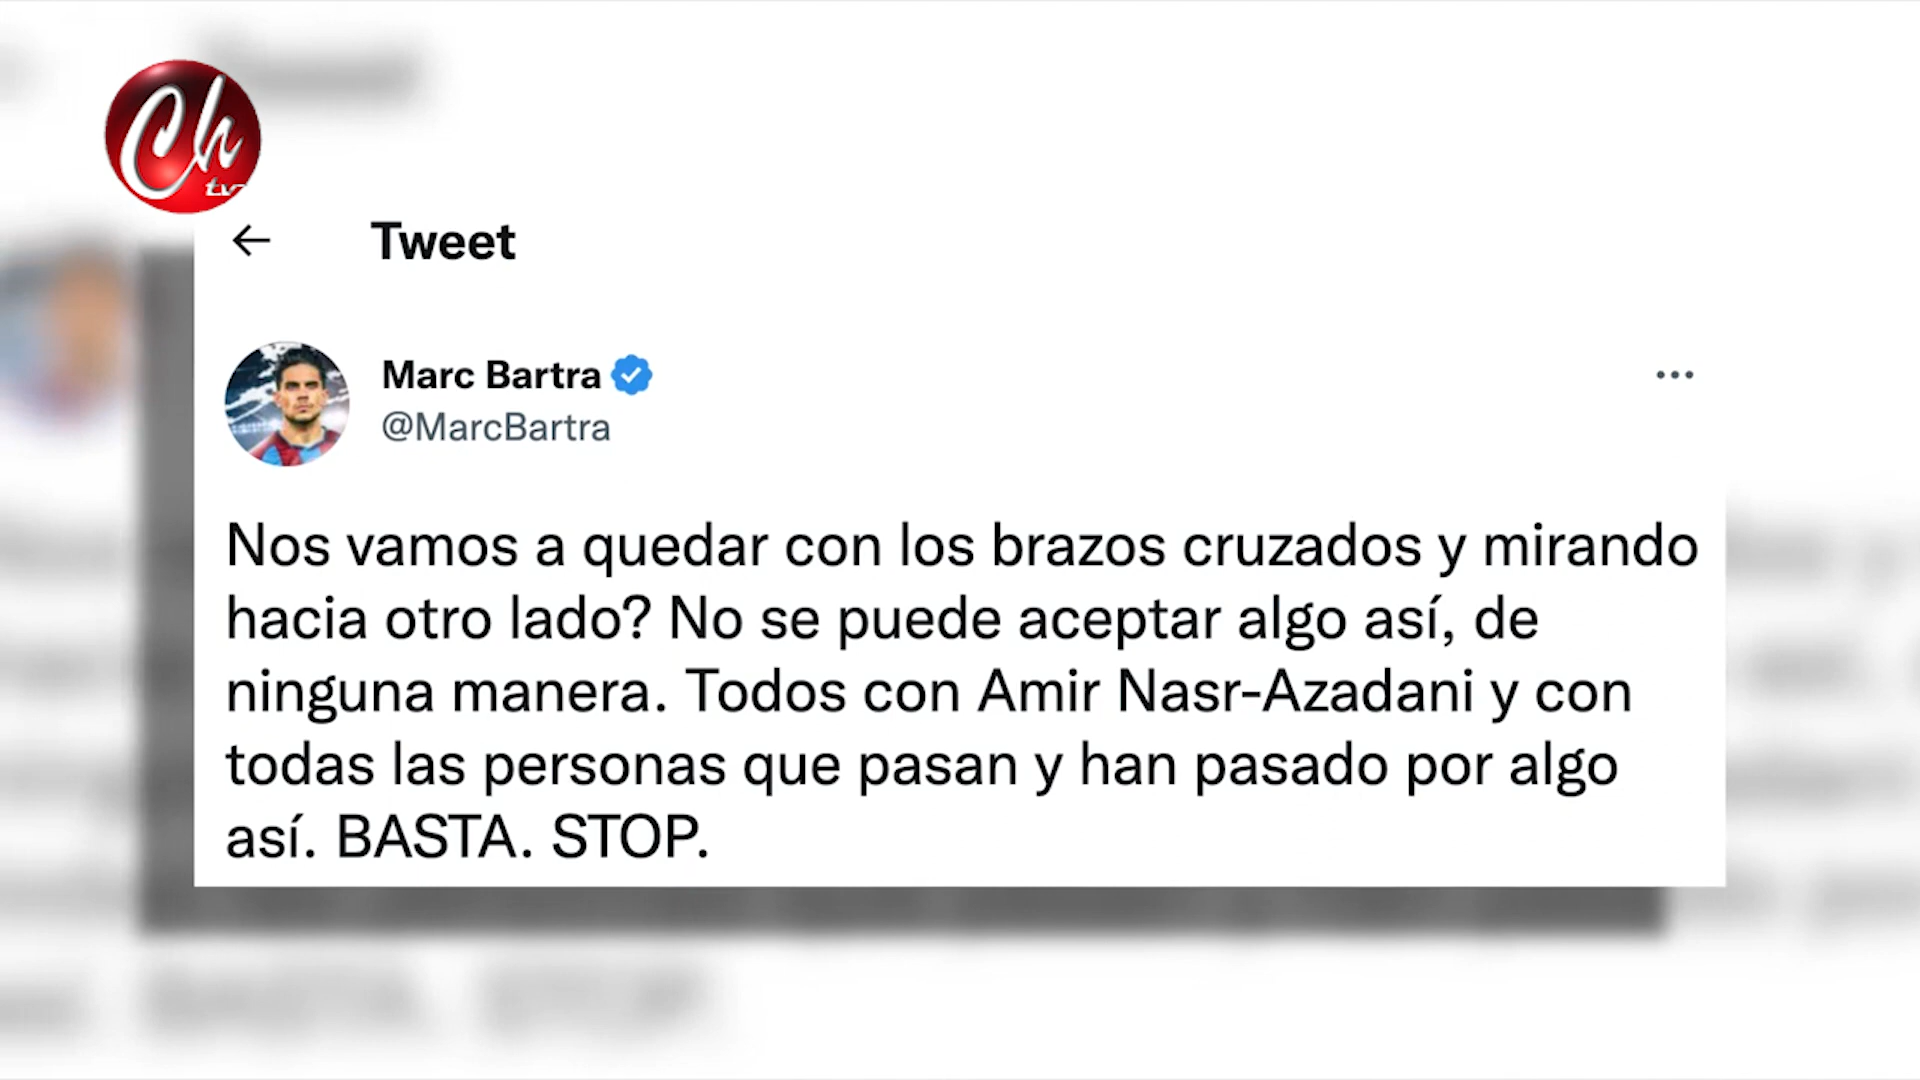 Ch
tv
Tweet
Marc Bartra
@MarcBartra
Nos vamos a quedar con los brazos cruzados y mirando
hacia otro lado? No se puede aceptar algo así, de
ninguna manera. Todos con Amir Nasr-Azadani y con
todas las personas que pasan y han pasado por algo
así. BASTA. STOP.